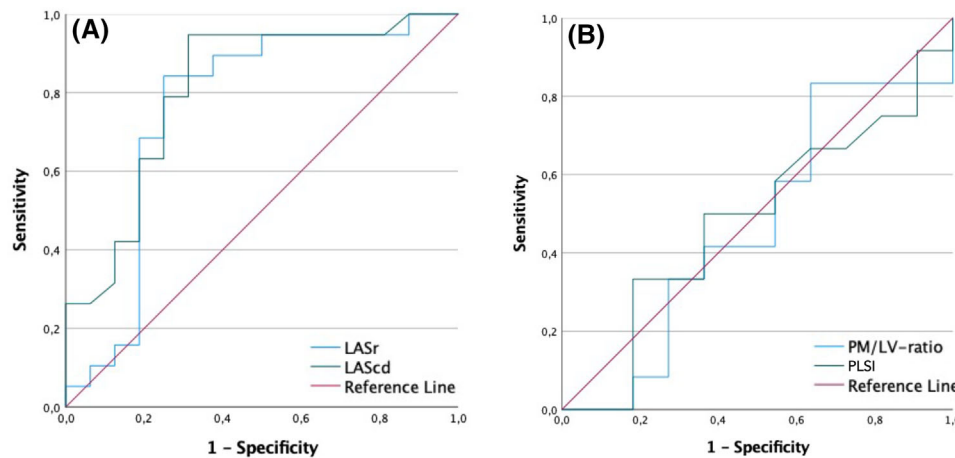 (A)
1,0
0,8
0,6
0,4
0,2
0,0
Sensitivity
LASr
LAScd
Reference Line
0,0 0,2 0,4 0,6 0,8 1,0
1 – Specificity
(B)
1,0
0,8
0,6
0,4
0,2
0,0
Sensitivity
PM/LV-ratio
PLSI
Reference Line
0,0 0,2 0,4 0,6 0,8 1,0
1 – Specificity